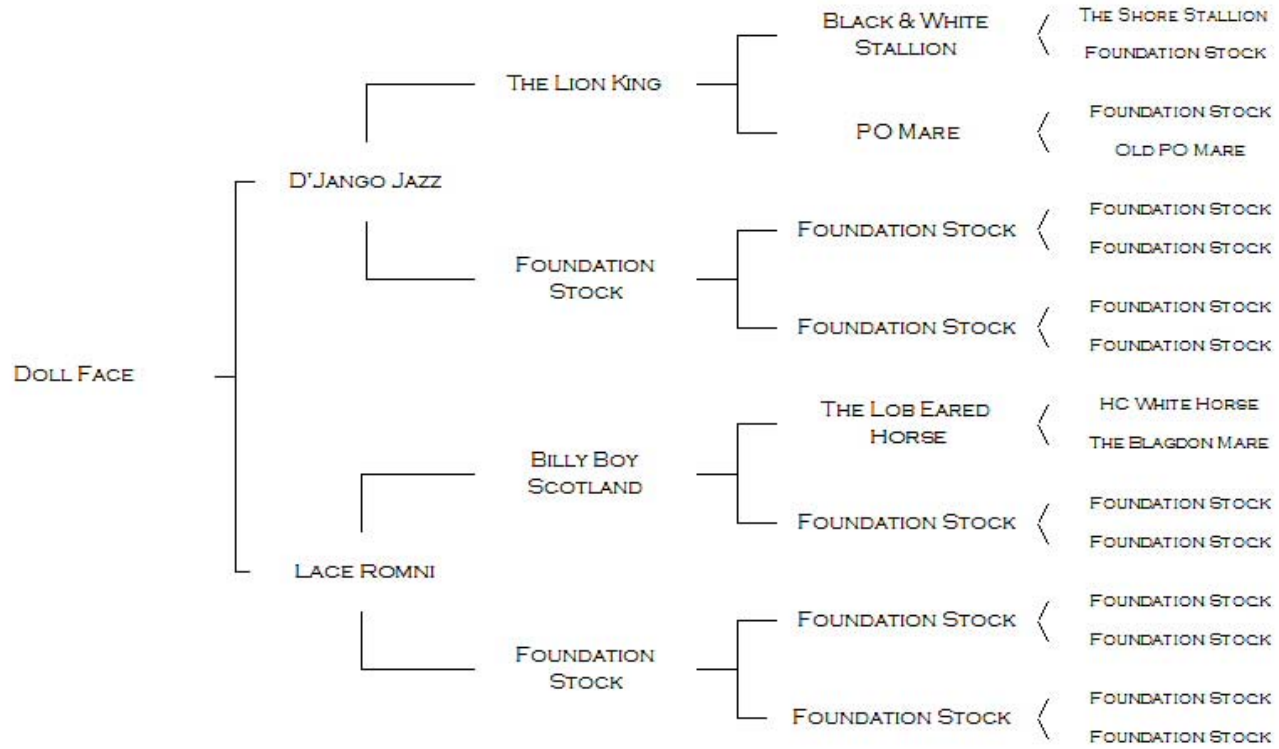 Black & White
Stallion
The Shore Stallion
Foundation Stock
The Lion King
PO Mare
Foundation Stock
Old PO Mare
D'Jango Jazz
Foundation Stock
Foundation Stock
Foundation Stock
Foundation
Stock
Foundation Stock
Foundation Stock
Foundation Stock
Doll Face
The Lob Eared
Horse
HC White Horse
The Blagdon Mare
Billy Boy
Scotland
Foundation Stock
Foundation Stock
Foundation Stock
Lace Romni
Foundation Stock
Foundation Stock
Foundation Stock
Foundation
Stock
Foundation Stock
Foundation Stock
Foundation Stock